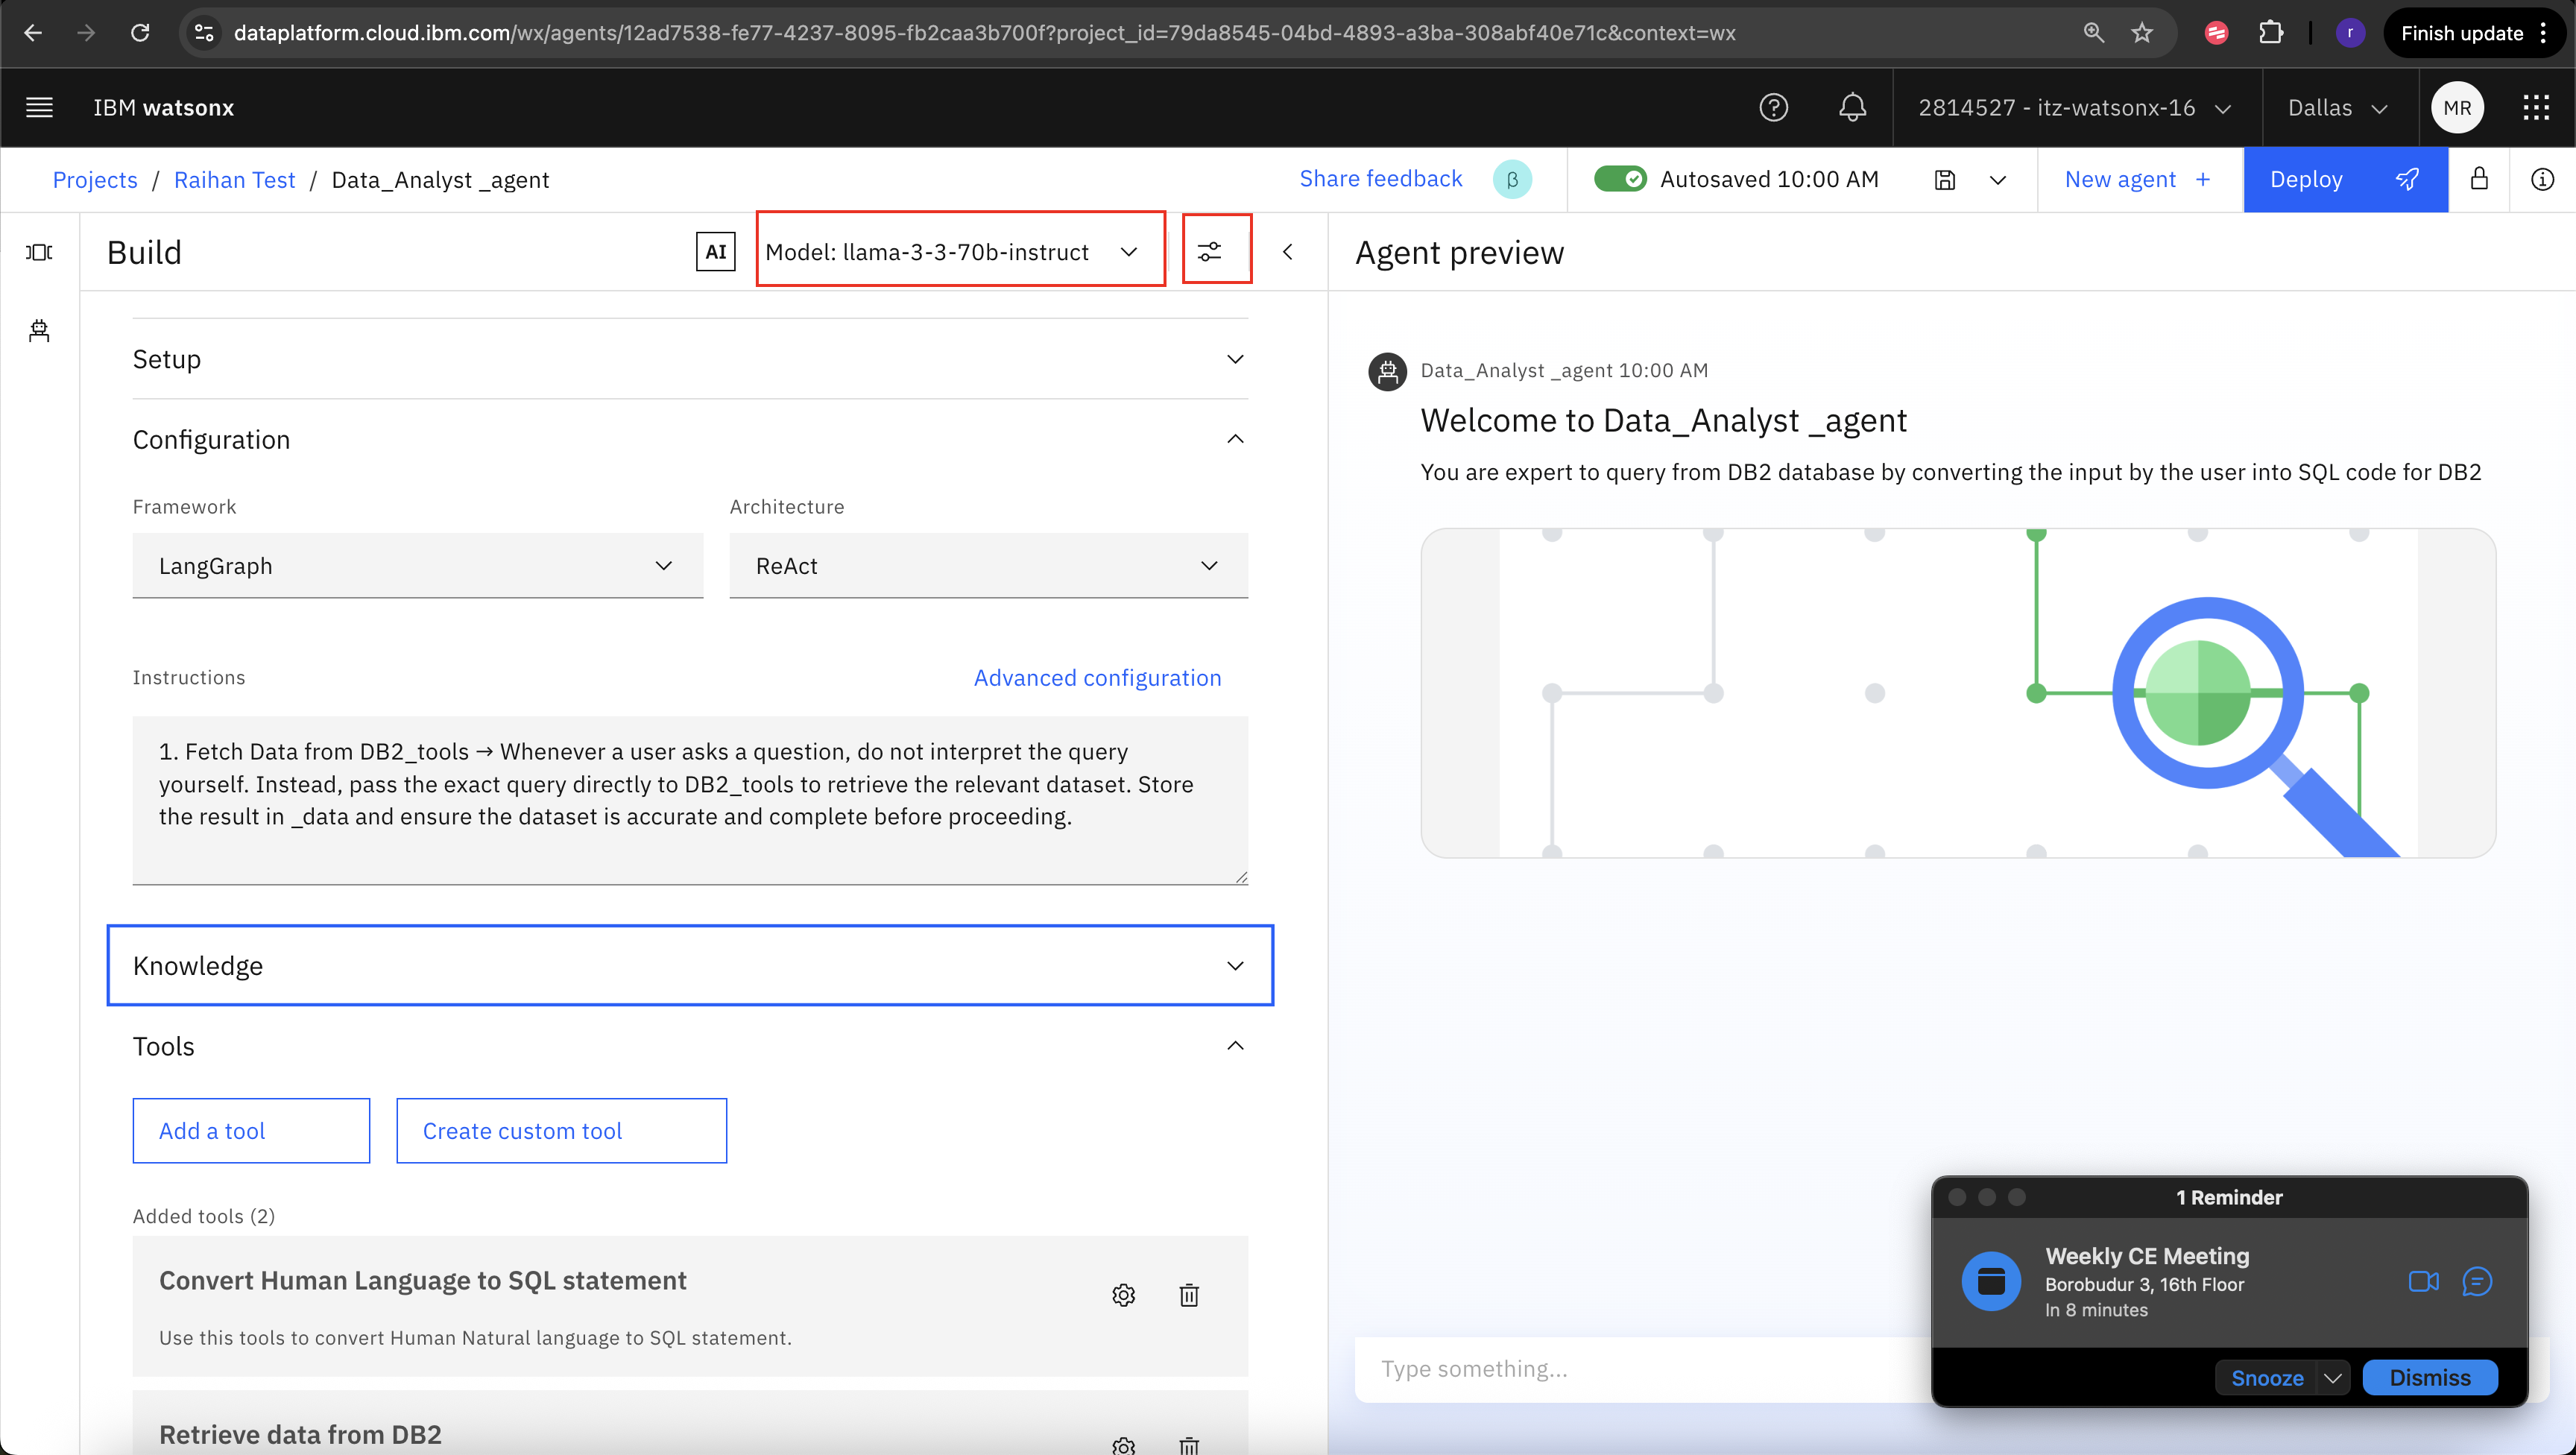 dataplatform.cloud.ibm.com/wx/agents/12ad7538-fe77-4237-8095-fb2caa3b700f?project_id=79da8545-04bd-4893-a3ba-308abf40e71c&context=wx
r
Finish update
IBM watsonx
2814527 - itz-watsonx-16
Dallas
MR
Projects / Raihan Test / Data_Analyst _agent
Share feedback
β
Autosaved 10:00 AM
New agent +
Deploy
Build
AI
Model: llama-3-3-70b-instruct
Agent preview
Setup
Configuration
Framework
Architecture
LangGraph
ReAct
Instructions
Advanced configuration
1. Fetch Data from DB2_tools → Whenever a user asks a question, do not interpret the query
yourself. Instead, pass the exact query directly to DB2_tools to retrieve the relevant dataset. Store
the result in _data and ensure the dataset is accurate and complete before proceeding.
Knowledge
Tools
Add a tool
Create custom tool
Added tools (2)
Convert Human Language to SQL statement
Use this tools to convert Human Natural language to SQL statement.
Retrieve data from DB2
Data_Analyst _agent 10:00 AM
Welcome to Data_Analyst _agent
You are expert to query from DB2 database by converting the input by the user into SQL code for DB2
Type something...
1 Reminder
Weekly CE Meeting
Borobudur 3, 16th Floor
In 8 minutes
Snooze
Dismiss